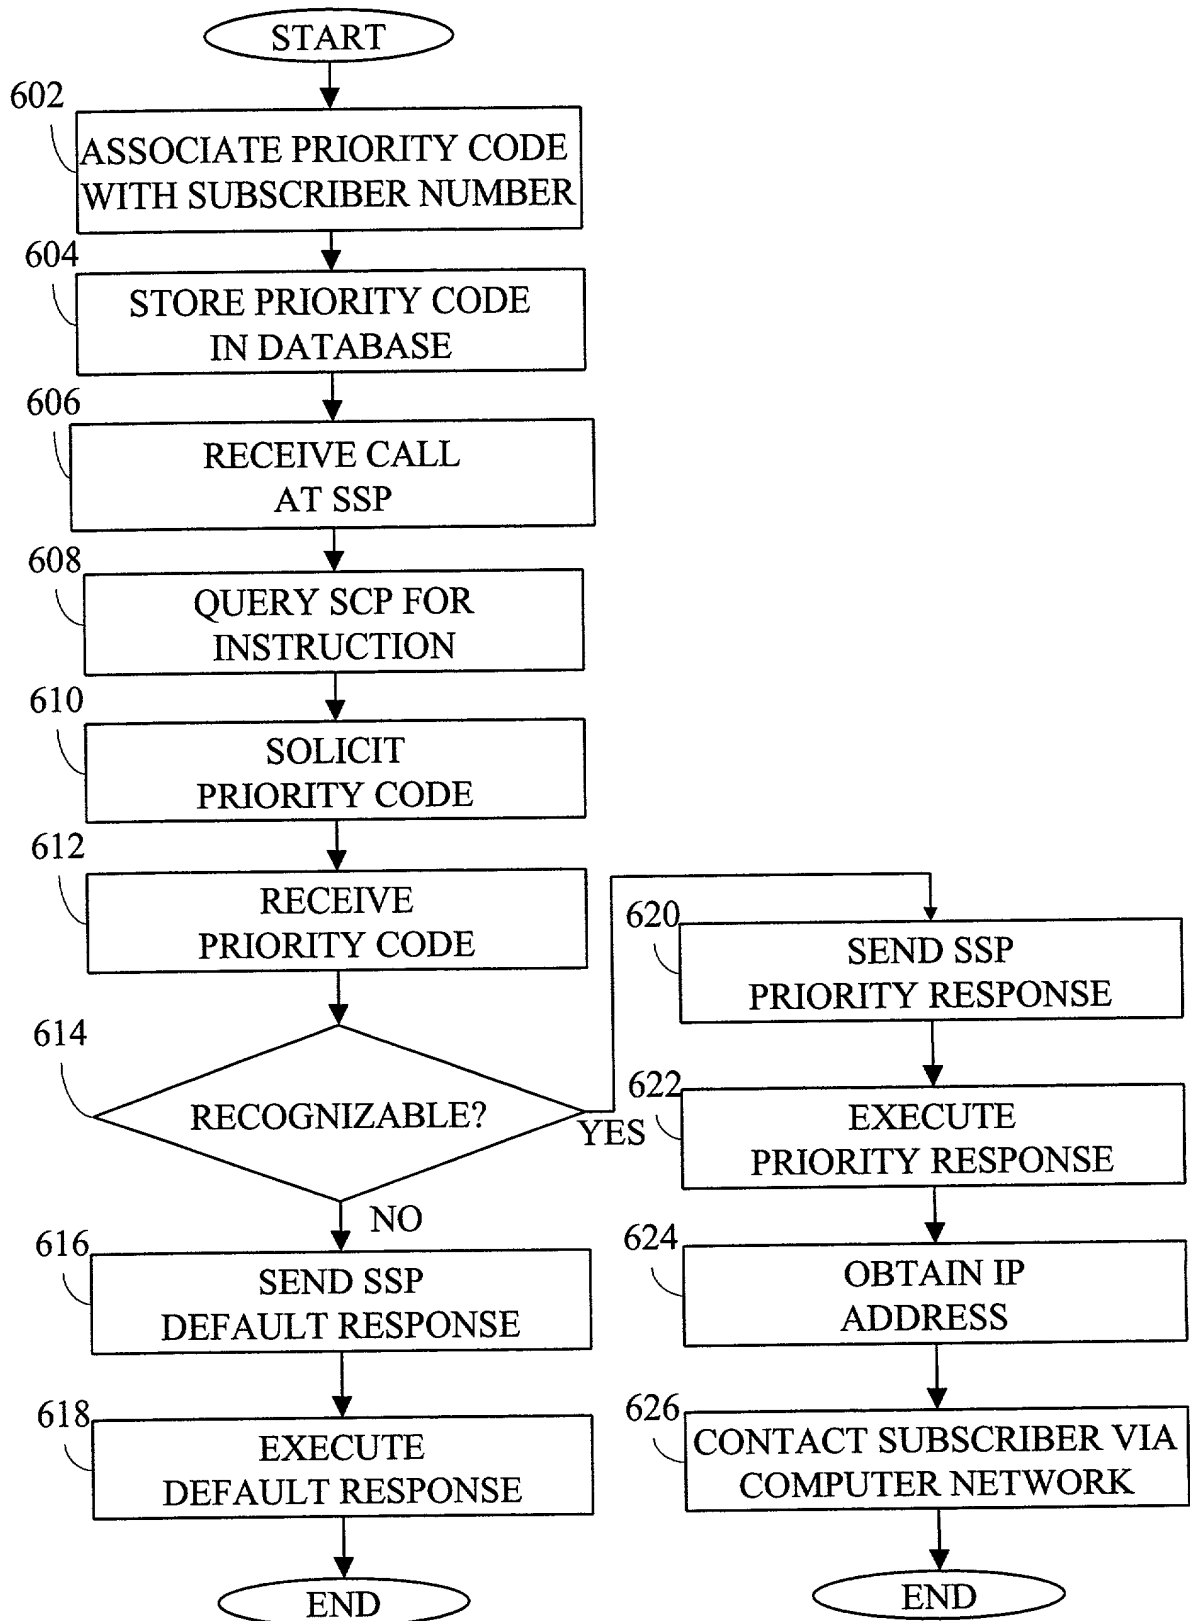 START
602
ASSOCIATE PRIORITY CODE
WITH SUBSCRIBER NUMBER
604
STORE PRIORITY CODE
IN DATABASE
606
RECEIVE CALL
AT SSP
608
QUERY SCP FOR
INSTRUCTION
610
SOLICIT
PRIORITY CODE
612
RECEIVE
PRIORITY CODE
614
RECOGNIZABLE?
YES
NO
616
SEND SSP
DEFAULT RESPONSE
618
EXECUTE
DEFAULT RESPONSE
END
620
SEND SSP
PRIORITY RESPONSE
622
EXECUTE
PRIORITY RESPONSE
624
OBTAIN IP
ADDRESS
626
CONTACT SUBSCRIBER VIA
COMPUTER NETWORK
END